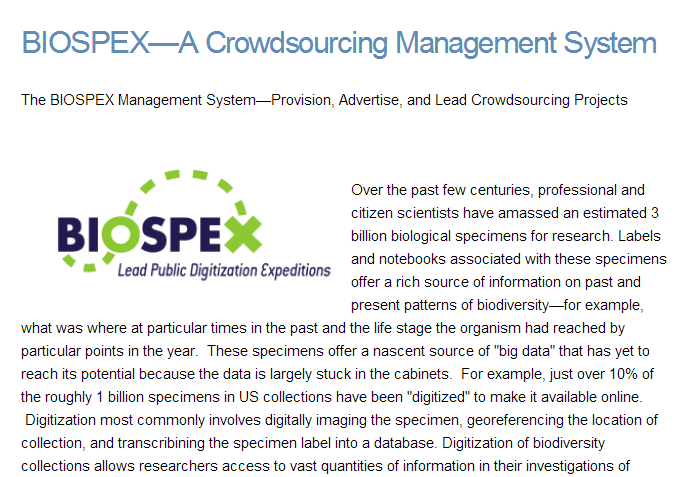 BIOSPEX—A Crowdsourcing Management System
The BIOSPEX Management System—Provision, Advertise, and Lead Crowdsourcing Projects
BIOSPEX
Lead Public Digitization Expeditions
Over the past few centuries, professional and
citizen scientists have amassed an estimated 3
billion biological specimens for research. Labels
and notebooks associated with these specimens
offer a rich source of information on past and
present patterns of biodiversity—for example,
what was where at particular times in the past and the life stage the organism had reached by
particular points in the year.  These specimens offer a nascent source of "big data" that has yet to
reach its potential because the data is largely stuck in the cabinets.  For example, just over 10% of
the roughly 1 billion specimens in US collections have been "digitized" to make it available online.
Digitization most commonly involves digitally imaging the specimen, georeferencing the location of
collection, and transcribining the specimen label into a database. Digitization of biodiversity
collections allows researchers access to vast quantities of information in their investigations of